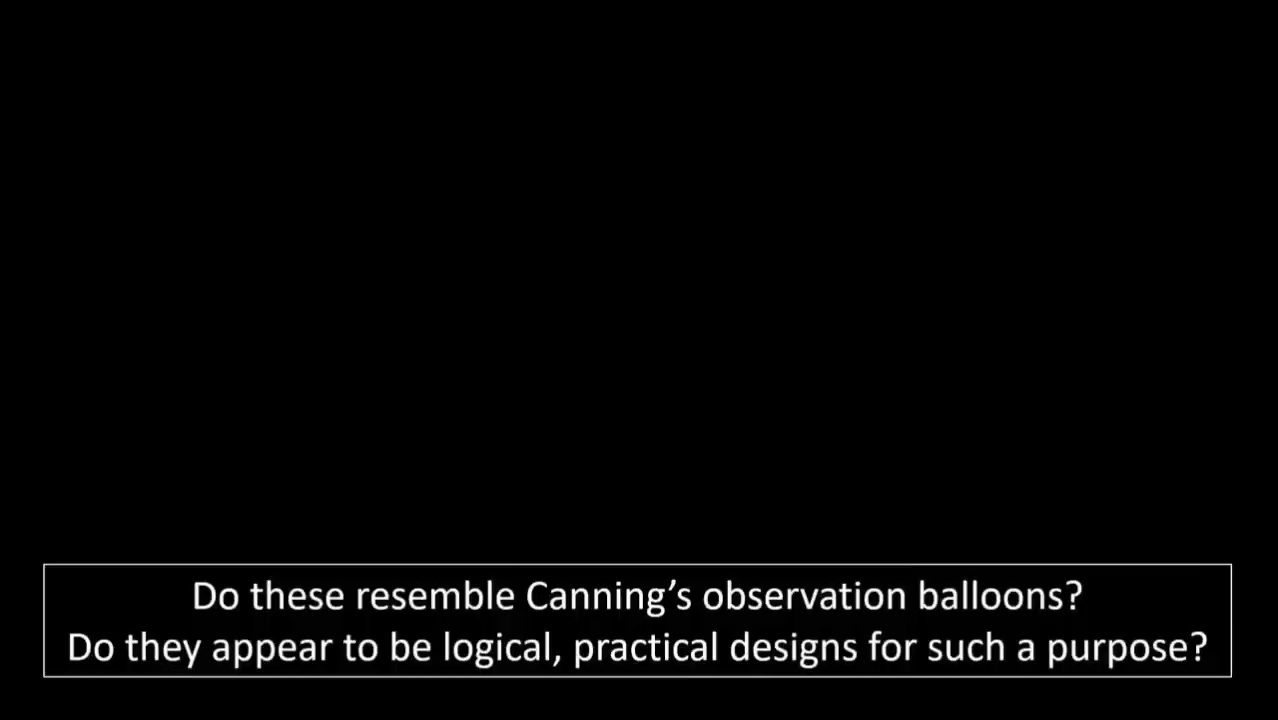 Do these resemble Canning’s observation balloons?
Do they appear to be logical, practical designs for such a purpose?